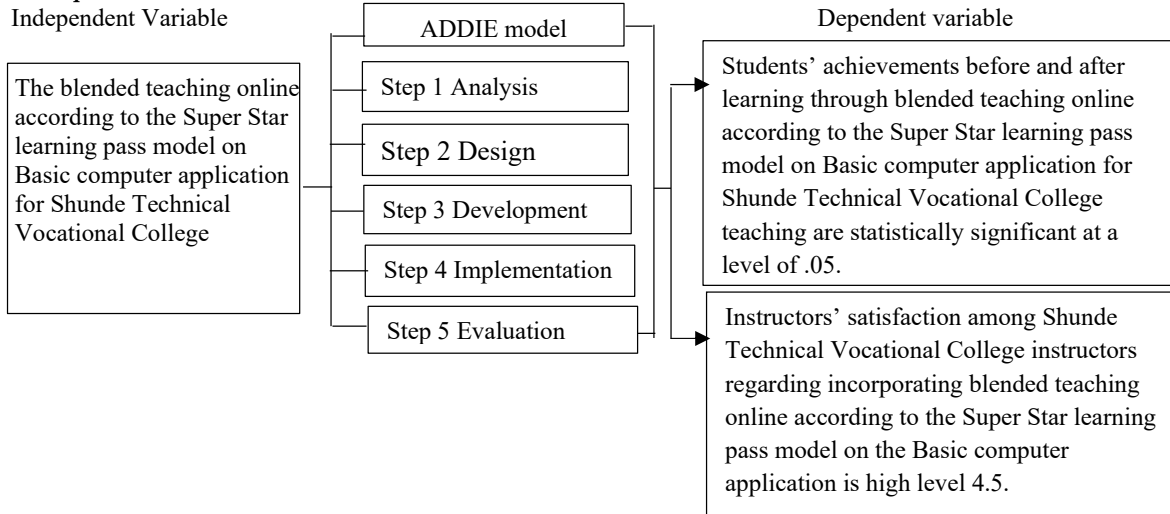 Independent Variable
Dependent variable
The blended teaching online
according to the Super Star
learning pass model on
Basic computer application
for Shunde Technical
Vocational College
ADDIE model
Step 1 Analysis
Step 2 Design
Step 3 Development
Step 4 Implementation
Step 5 Evaluation
Students’ achievements before and after
learning through blended teaching online
according to the Super Star learning pass
model on Basic computer application for
Shunde Technical Vocational College
teaching are statistically significant at a
level of .05.
Instructors’ satisfaction among Shunde
Technical Vocational College instructors
regarding incorporating blended teaching
online according to the Super Star learning
pass model on the Basic computer
application is high level 4.5.